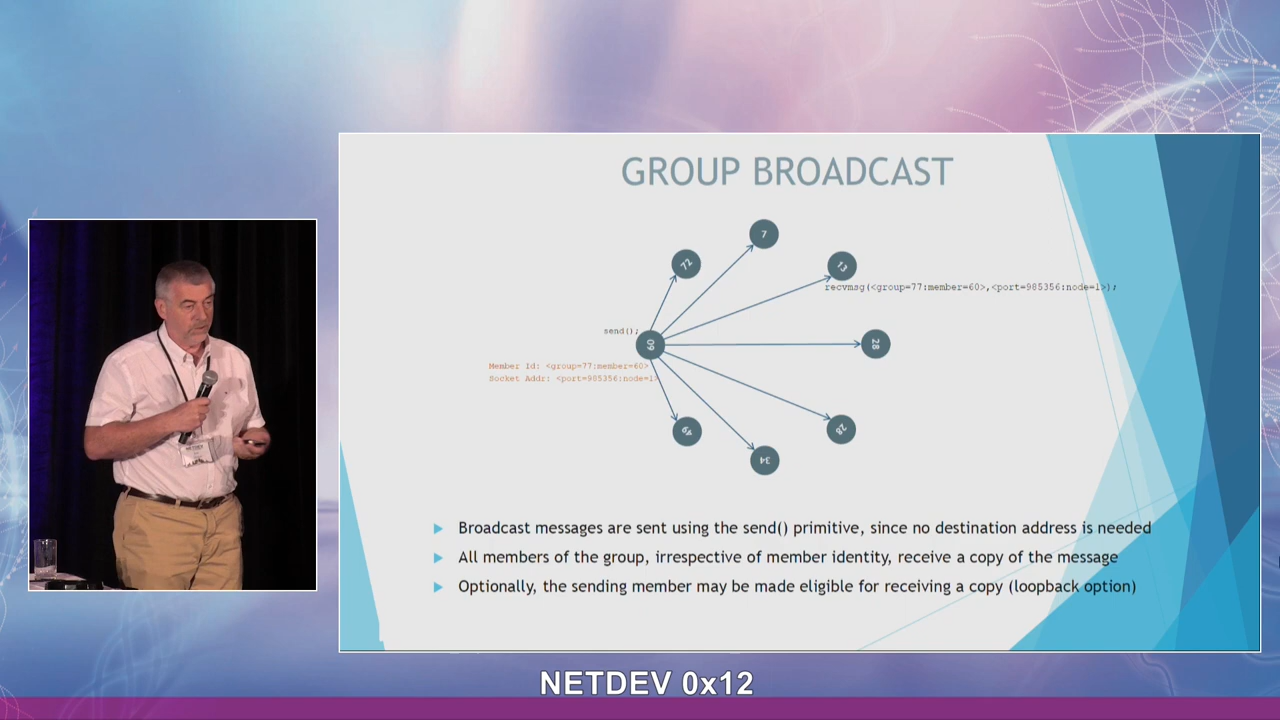 GROUP BROADCAST
7
72
13
recvmsg(<group=77:member=60>,<port=985356:node=1>);
send();
60
28
Member Id: <group=77:member=60>
Socket Addr: <port=985356:node=1>
28
34
Broadcast messages are sent using the send() primitive, since no destination address is needed
All members of the group, irrespective of member identity, receive a copy of the message
Optionally, the sending member may be made eligible for receiving a copy (loopback option)
NETDEV 0x12